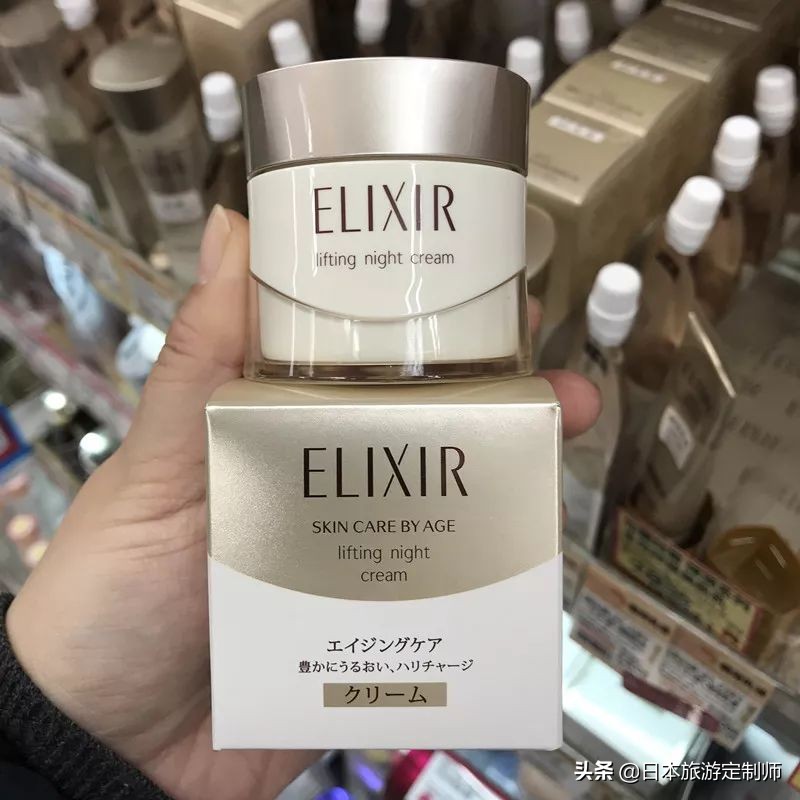 ELIXIR
lifting night cream
ELIXIR
SKIN CARE BY AGE
lifting night
cream
エイジングケア
豊かにうるおい、ハリチャージ
クリーム
头条 @日本旅游定制师